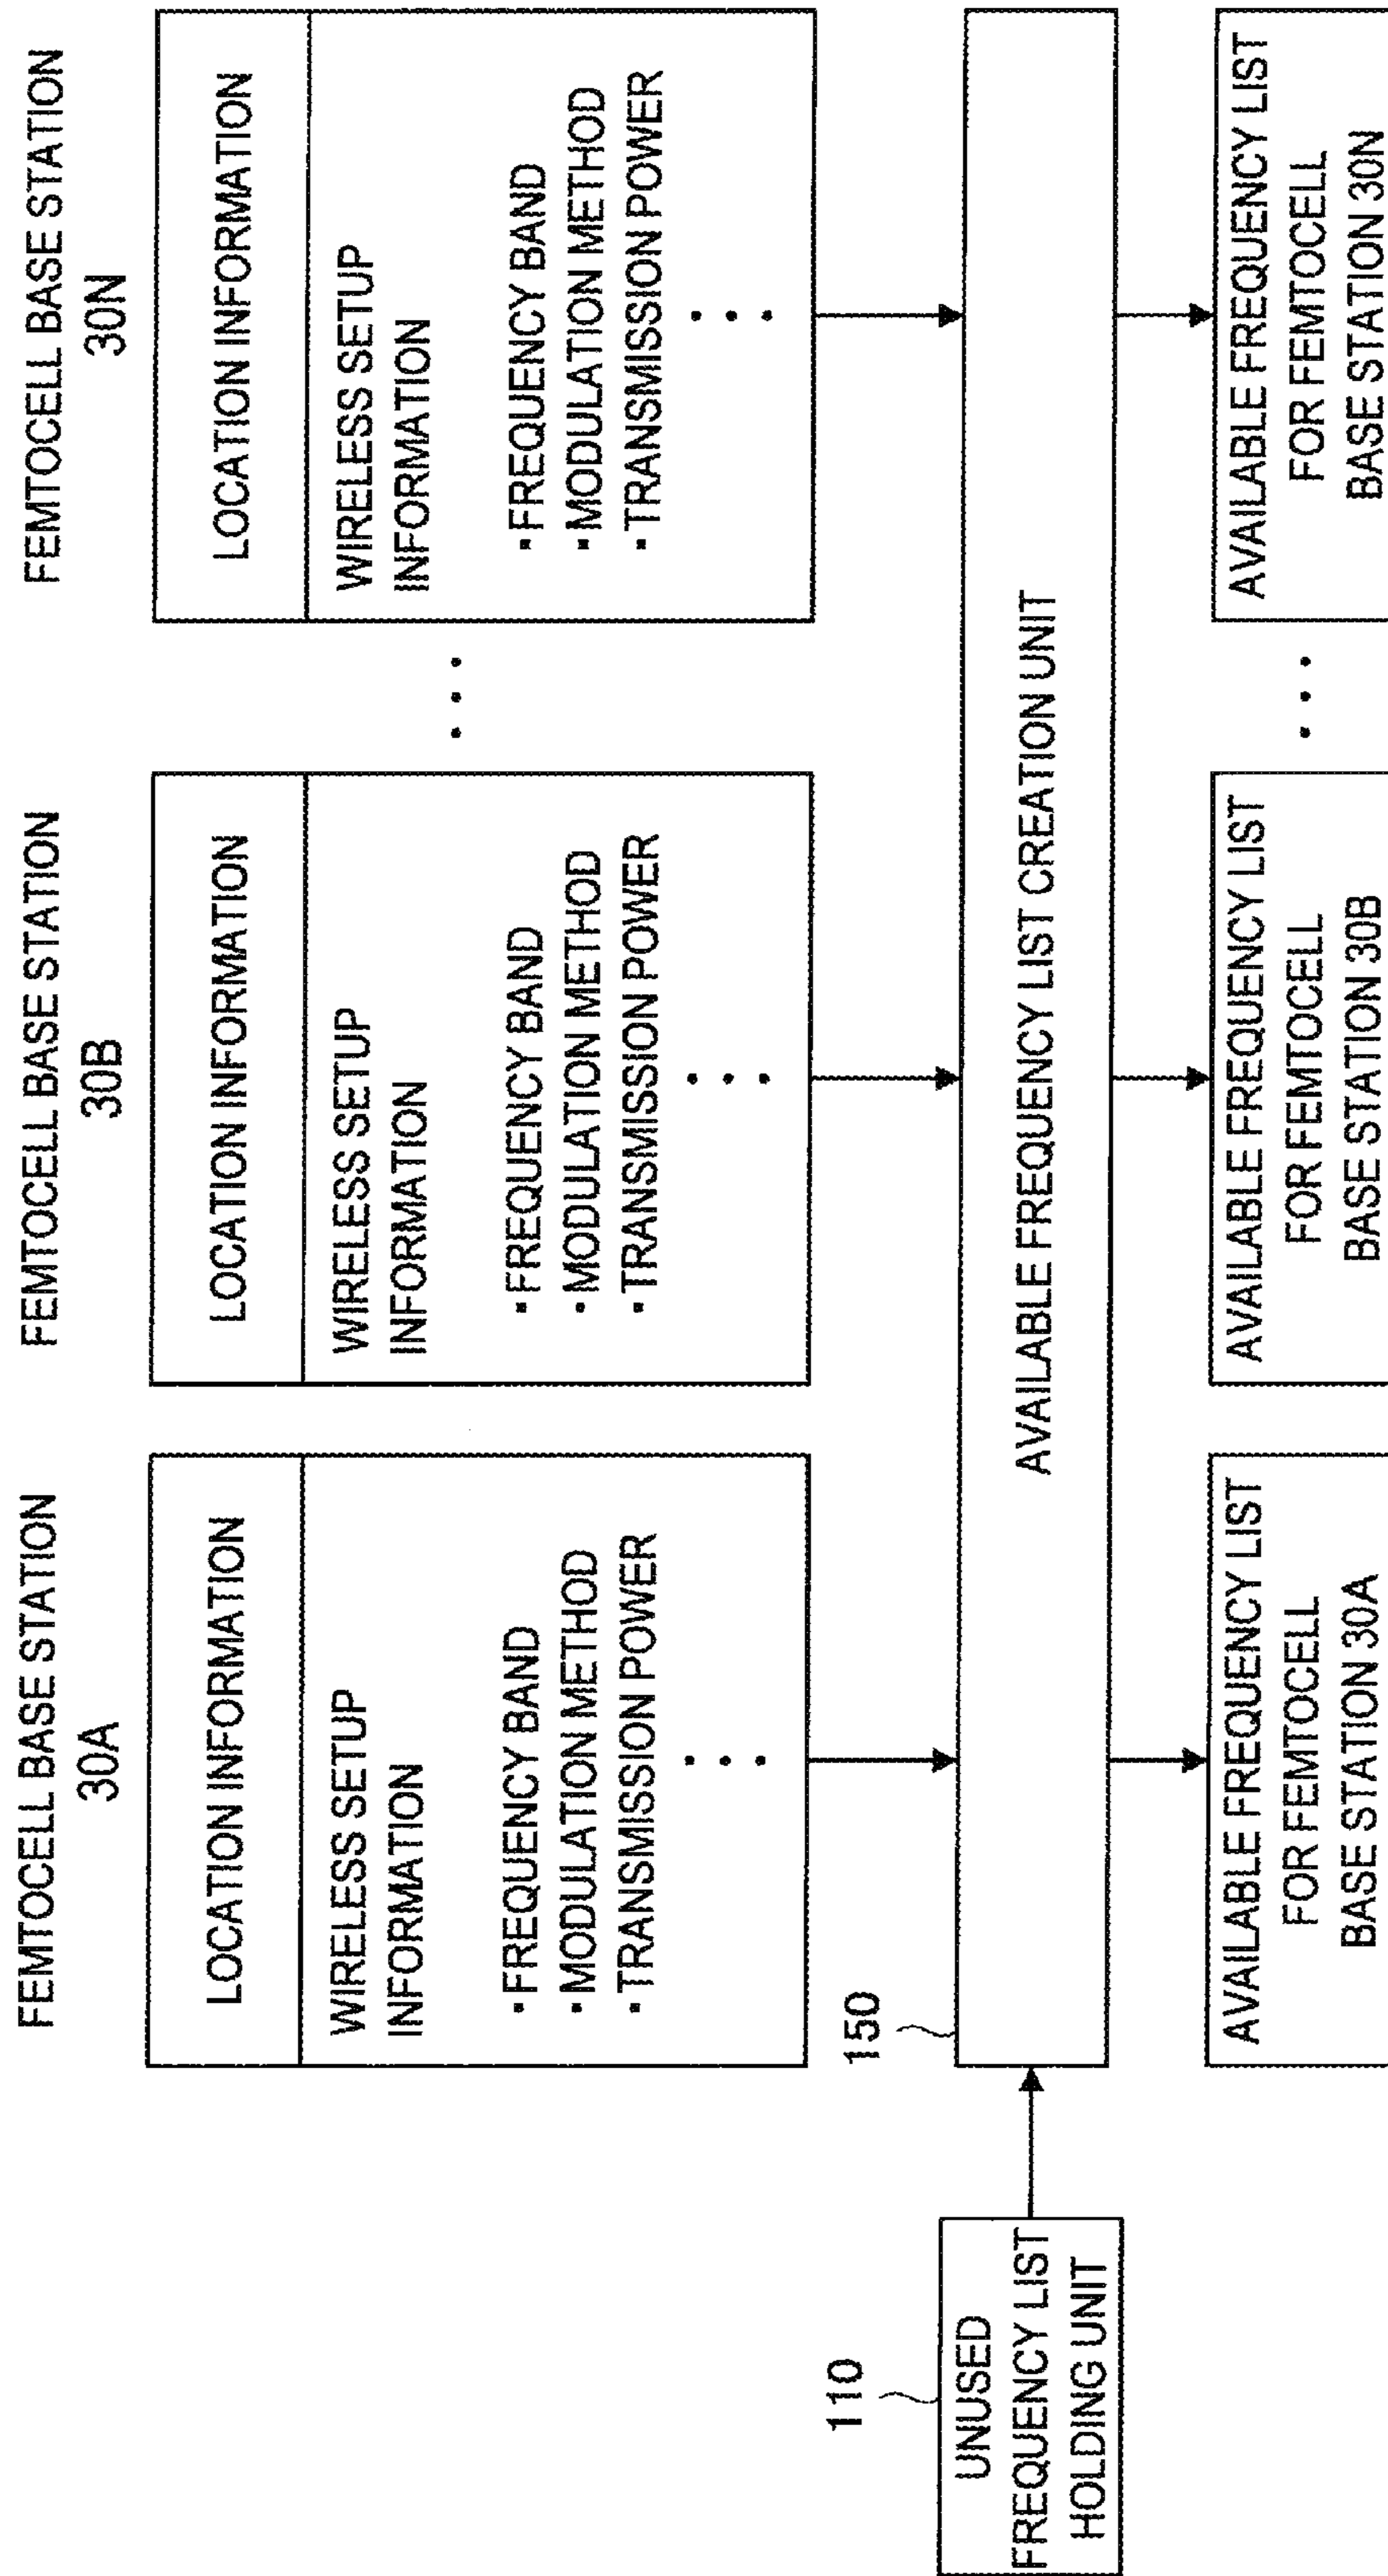 FEMTOCELL BASE STATION
30A
LOCATION INFORMATION
WIRELESS SETUP
INFORMATION
▪FREQUENCY BAND
▪MODULATION METHOD
▪TRANSMISSION POWER
• • •
FEMTOCELL BASE STATION
30B
LOCATION INFORMATION
WIRELESS SETUP
INFORMATION
▪FREQUENCY BAND
▪MODULATION METHOD
▪TRANSMISSION POWER
• • •
• • •
FEMTOCELL BASE STATION
30N
LOCATION INFORMATION
WIRELESS SETUP
INFORMATION
▪FREQUENCY BAND
▪MODULATION METHOD
▪TRANSMISSION POWER
• • •
110
UNUSED
FREQUENCY LIST
HOLDING UNIT
150
AVAILABLE FREQUENCY LIST CREATION UNIT
AVAILABLE FREQUENCY LIST
FOR FEMTOCELL
BASE STATION 30A
AVAILABLE FREQUENCY LIST
FOR FEMTOCELL
BASE STATION 30B
• • •
AVAILABLE FREQUENCY LIST
FOR FEMTOCELL
BASE STATION 30N